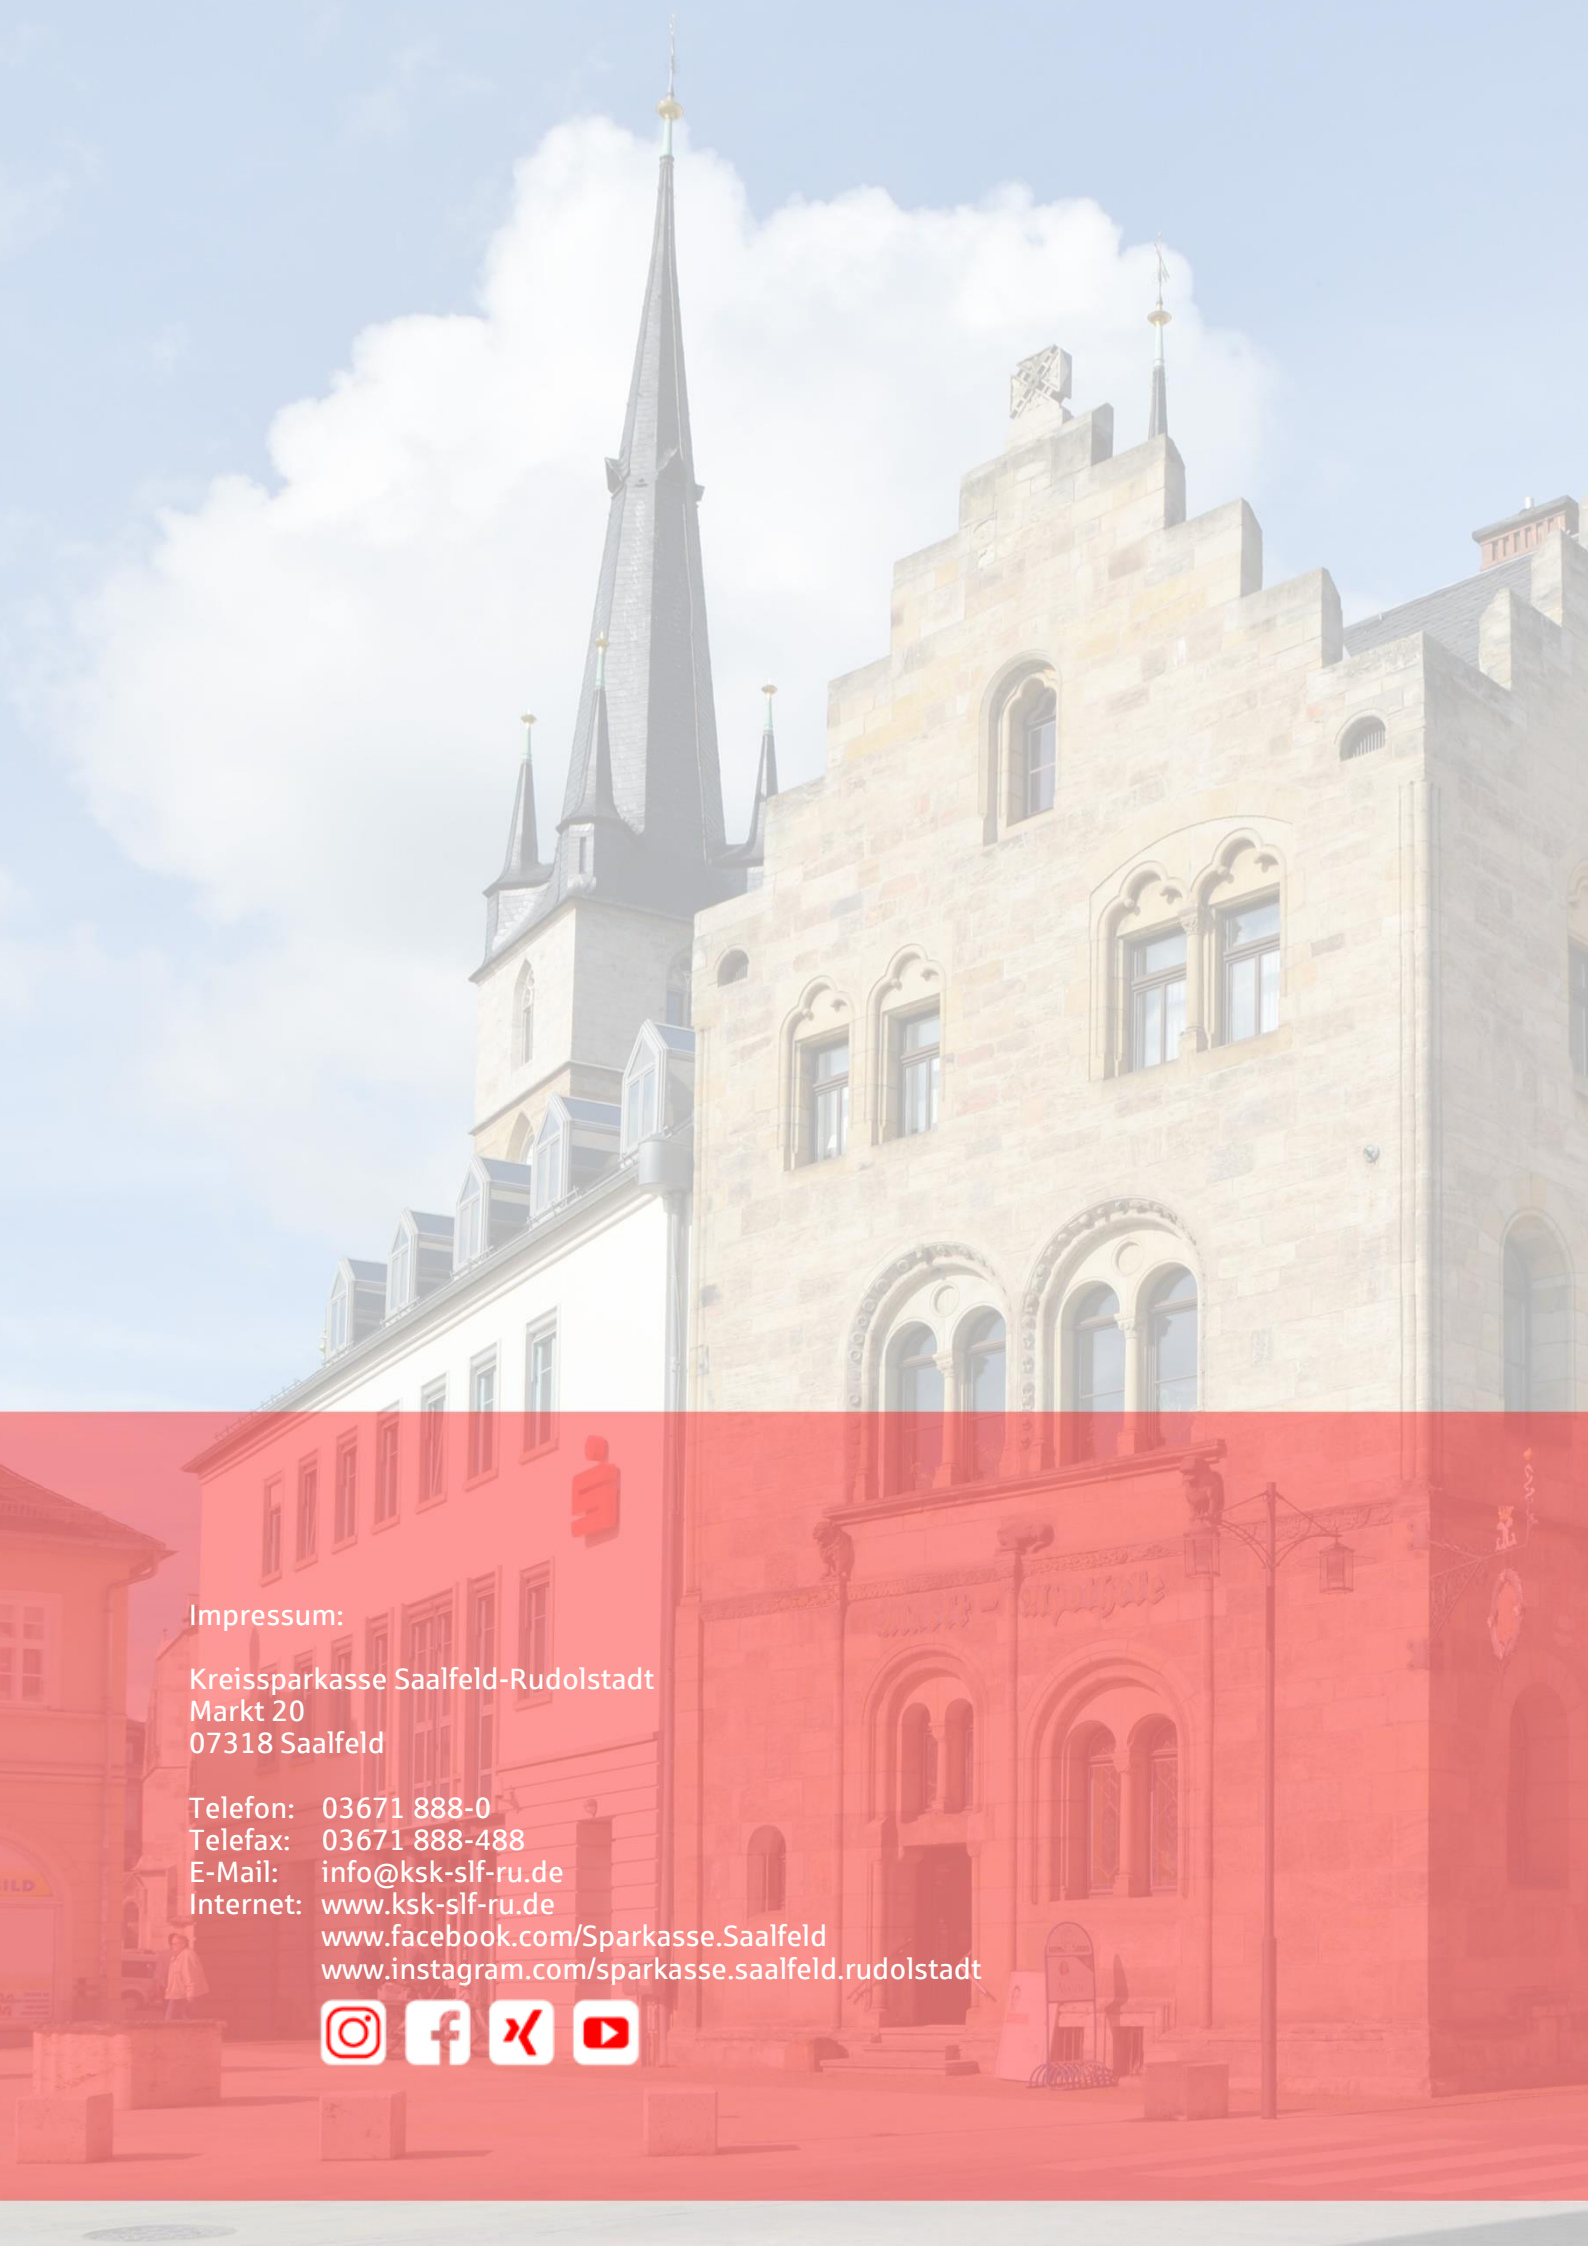 Impressum:
Kreissparkasse Saalfeld-Rudolstadt
Markt 20
07318 Saalfeld
Telefon: 03671 888-0
Telefax: 03671 888-488
E-Mail: info@ksk-slf-ru.de
Internet: www.ksk-slf-ru.de
www.facebook.com/Sparkasse.Saalfeld
www.instagram.com/sparkasse.saalfeld.rudolstadt